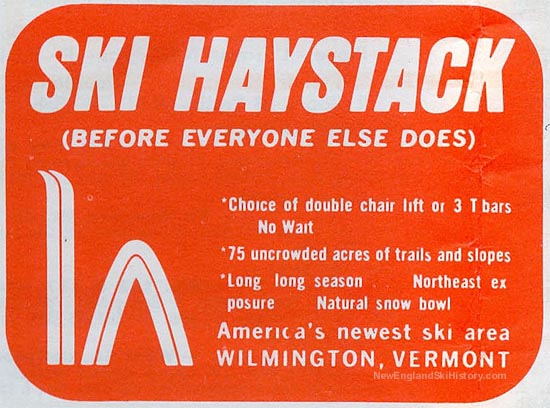 SKI HAYSTACK
(BEFORE EVERYONE ELSE DOES)
*Choice of double chair lift or 3 T bars
No Wait
*75 uncrowded acres of trails and slopes
*Long long season Northeast ex
posure Natural snow bowl
America's newest ski area
WILMINGTON, VERMONT
NewEnglandSkiHistory.com